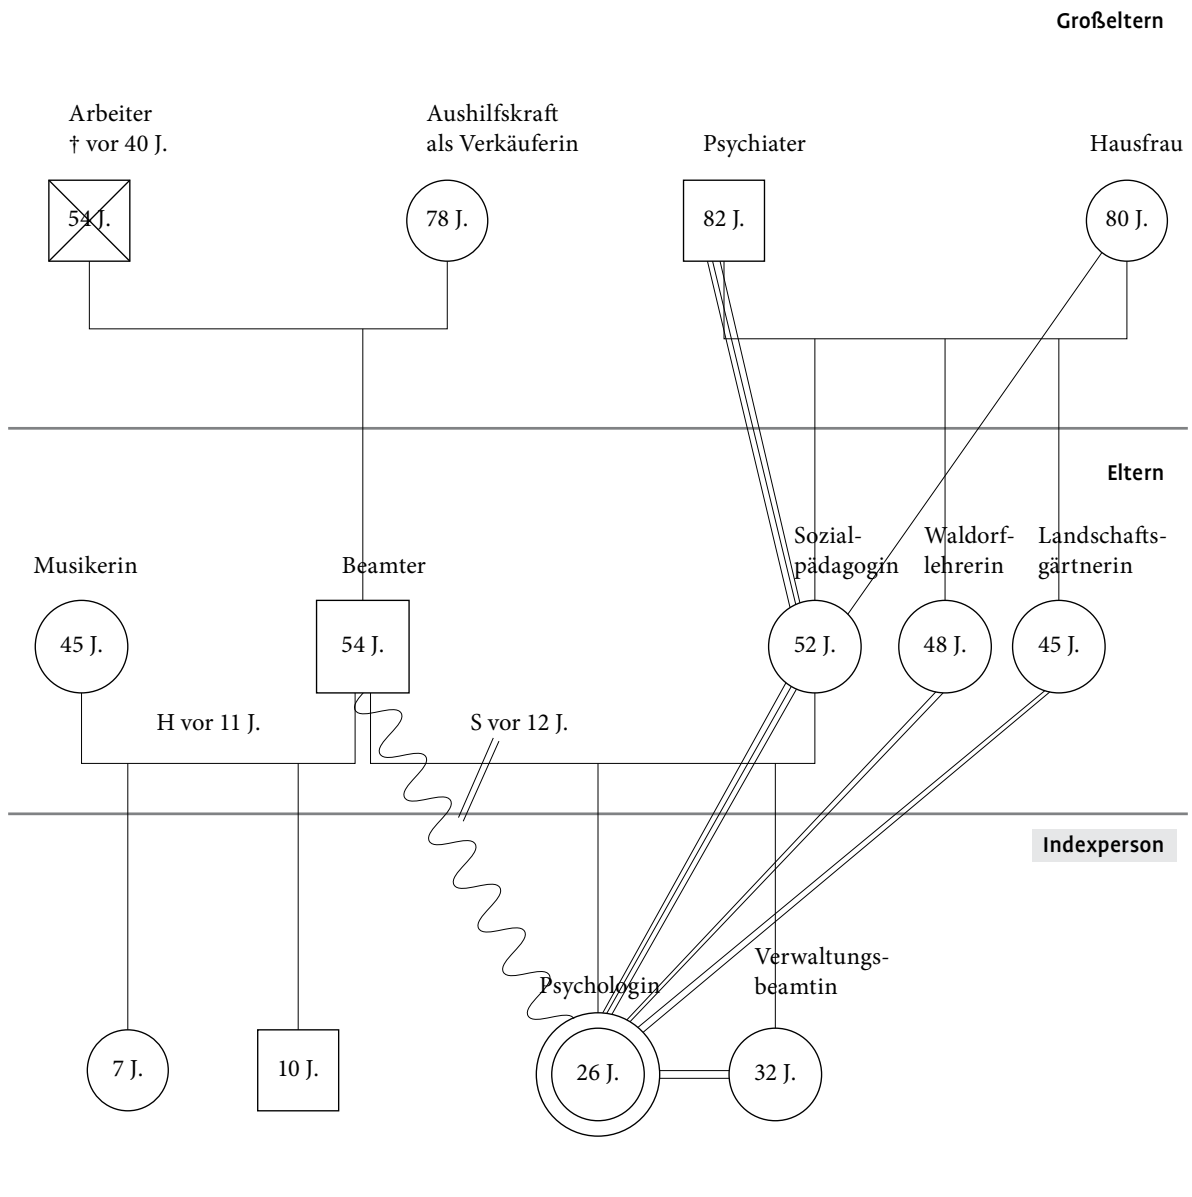 Großeltern
Arbeiter
† vor 40 J.
Aushilfskraft
als Verkäuferin
Psychiater
Hausfrau
54 J.
78 J.
82 J.
80 J.
Eltern
Musikerin
Beamter
Sozial-
pädagogin
Waldorf-
lehrerin
Landschafts-
gärtnerin
45 J.
54 J.
52 J.
48 J.
45 J.
H vor 11 J.
S vor 12 J.
Indexperson
Psychologin
Verwaltungs-
beamtin
7 J.
10 J.
26 J.
32 J.